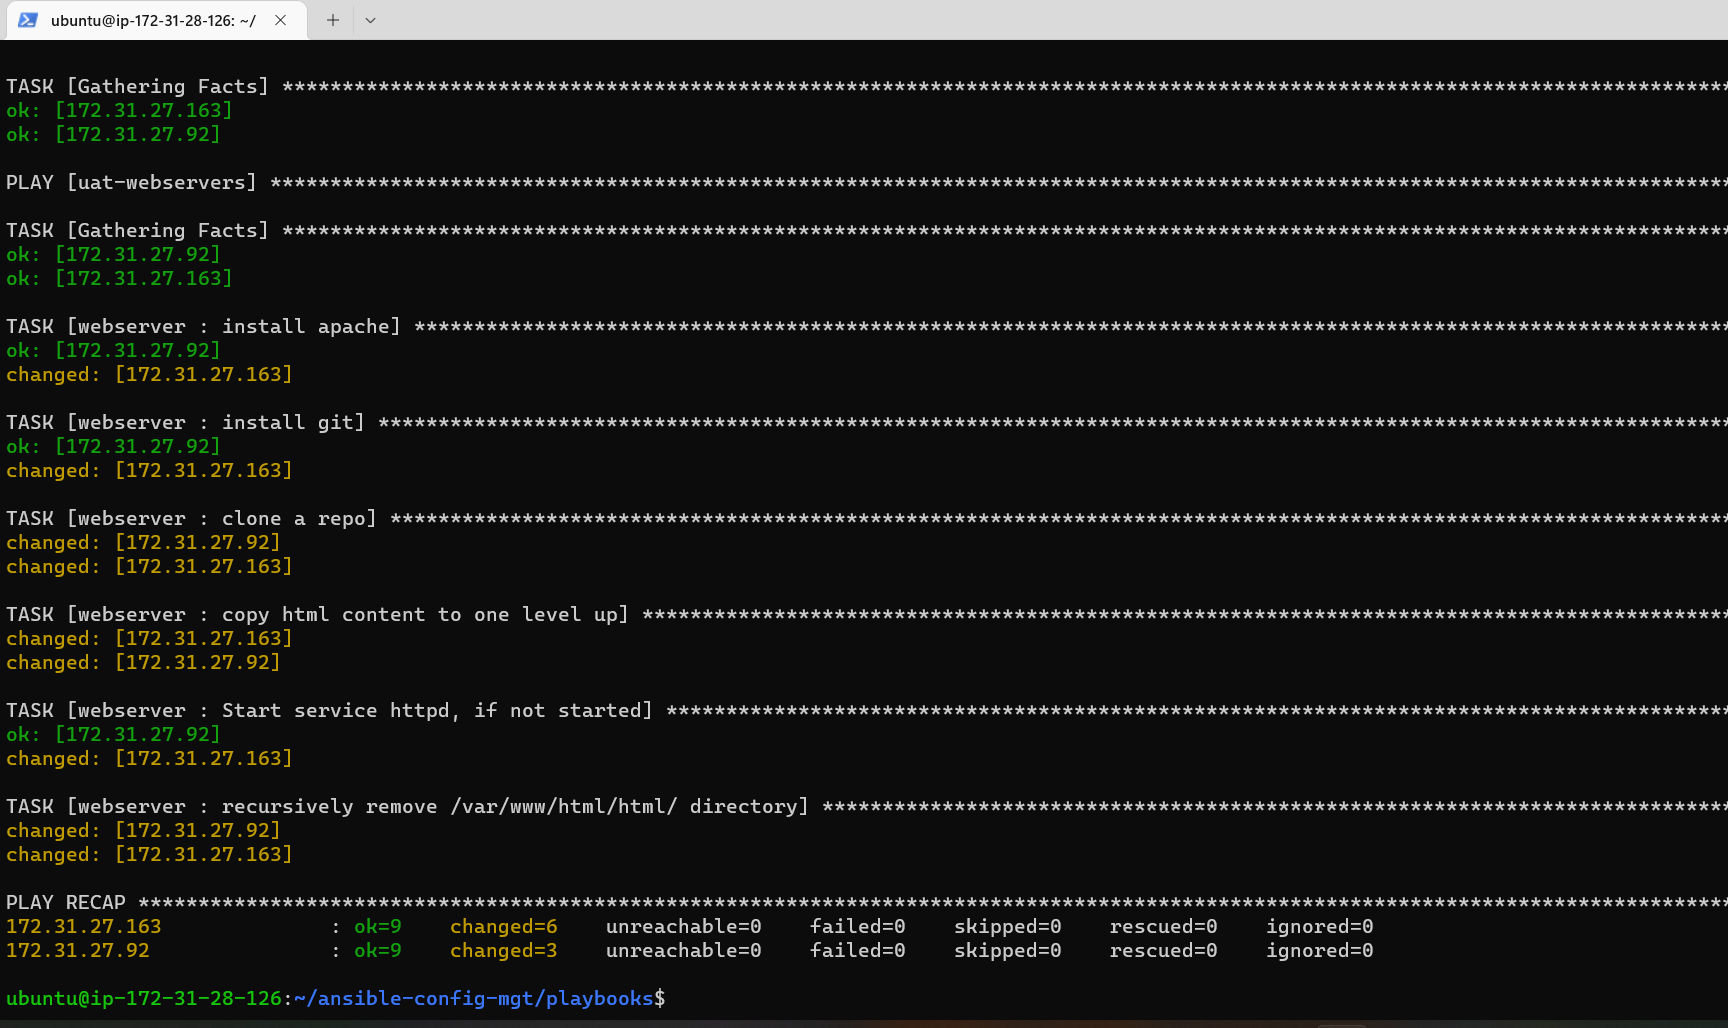 ubuntu@ip-172-31-28-126: ~/
TASK [Gathering Facts] *************************************************************************************************************************
ok: [172.31.27.163]
ok: [172.31.27.92]
PLAY [uat-webservers] **************************************************************************************************************************
TASK [Gathering Facts] *************************************************************************************************************************
ok: [172.31.27.92]
ok: [172.31.27.163]
TASK [webserver : install apache] **************************************************************************************************************
ok: [172.31.27.92]
changed: [172.31.27.163]
TASK [webserver : install git] *****************************************************************************************************************
ok: [172.31.27.92]
changed: [172.31.27.163]
TASK [webserver : clone a repo] ****************************************************************************************************************
changed: [172.31.27.92]
changed: [172.31.27.163]
TASK [webserver : copy html content to one level up] *******************************************************************************************
changed: [172.31.27.163]
changed: [172.31.27.92]
TASK [webserver : Start service httpd, if not started] *****************************************************************************************
ok: [172.31.27.92]
changed: [172.31.27.163]
TASK [webserver : recursively remove /var/www/html/html/ directory] ****************************************************************************
changed: [172.31.27.92]
changed: [172.31.27.163]
PLAY RECAP *************************************************************************************************************************************
172.31.27.163              : ok=9    changed=6    unreachable=0    failed=0    skipped=0    rescued=0    ignored=0
172.31.27.92               : ok=9    changed=3    unreachable=0    failed=0    skipped=0    rescued=0    ignored=0
ubuntu@ip-172-31-28-126:~/ansible-config-mgt/playbooks$